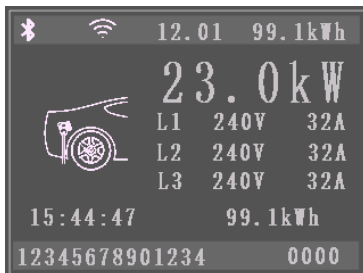 12.01 99.1kWh
23.0kW
L1 240V 32A
L2 240V 32A
L3 240V 32A
15:44:47 99.1kWh
12345678901234 0000